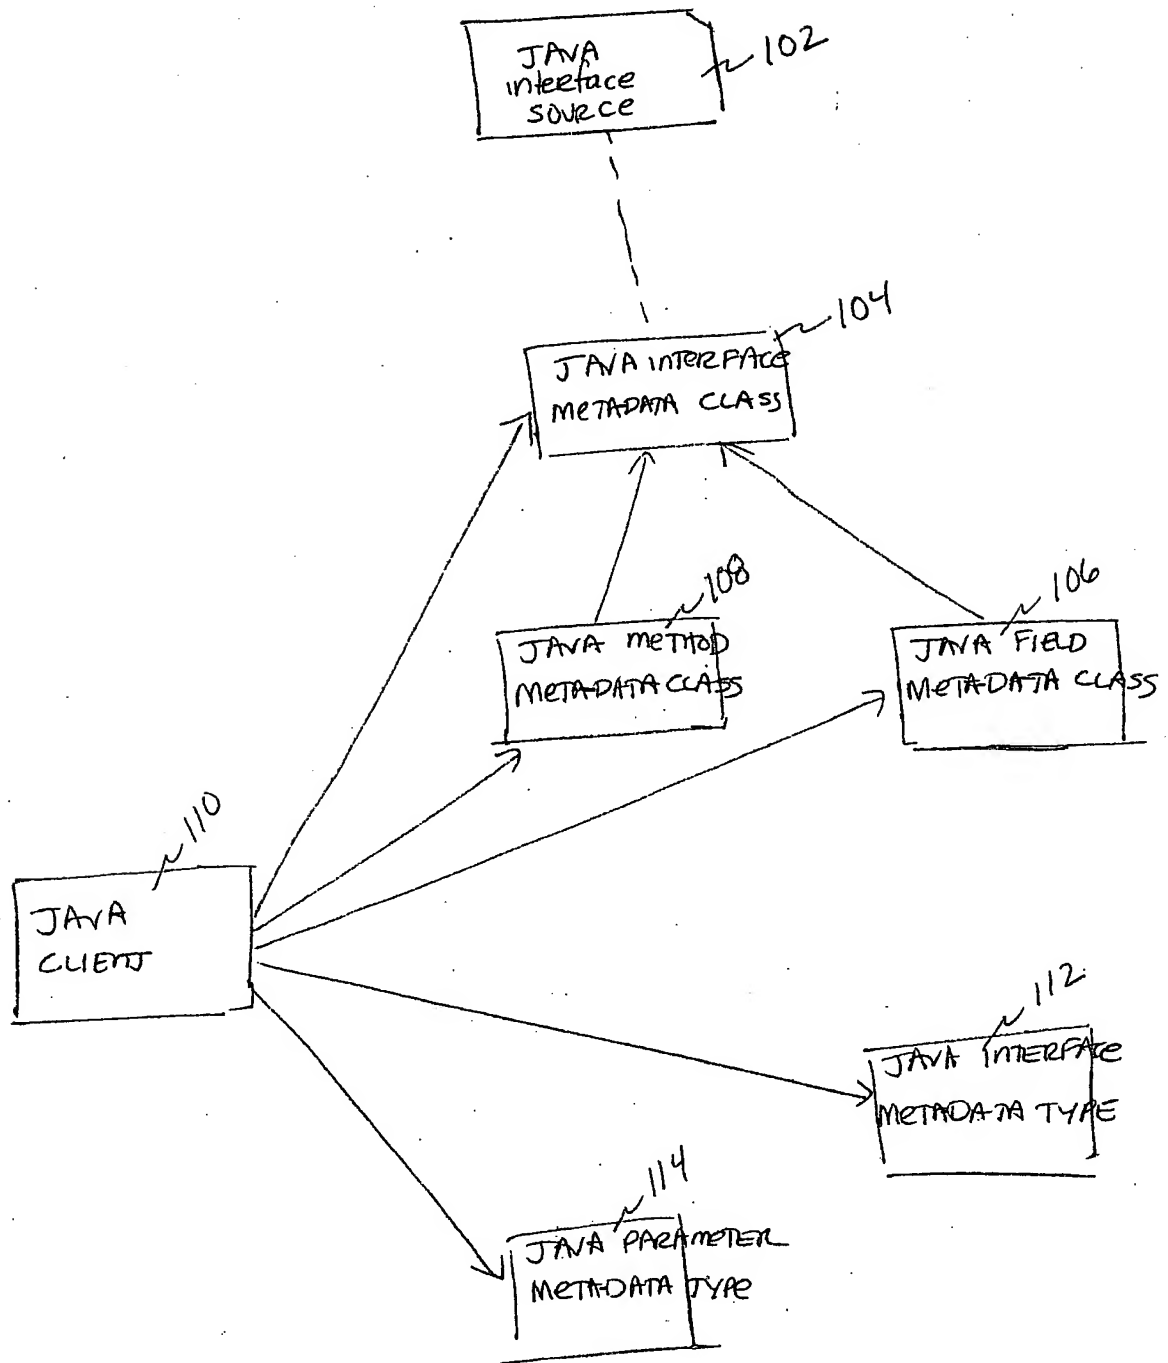 JAVA
interface
SOURCE
102
104
JAVA INTERFACE
METADATA CLASS
108
JAVA METHOD
METADATA CLASS
106
JAVA FIELD
METADATA CLASS
110
JAVA
CLIENT
112
JAVA INTERFACE
METADATA TYPE
114
JAVA PARAMETER
METADATA TYPE